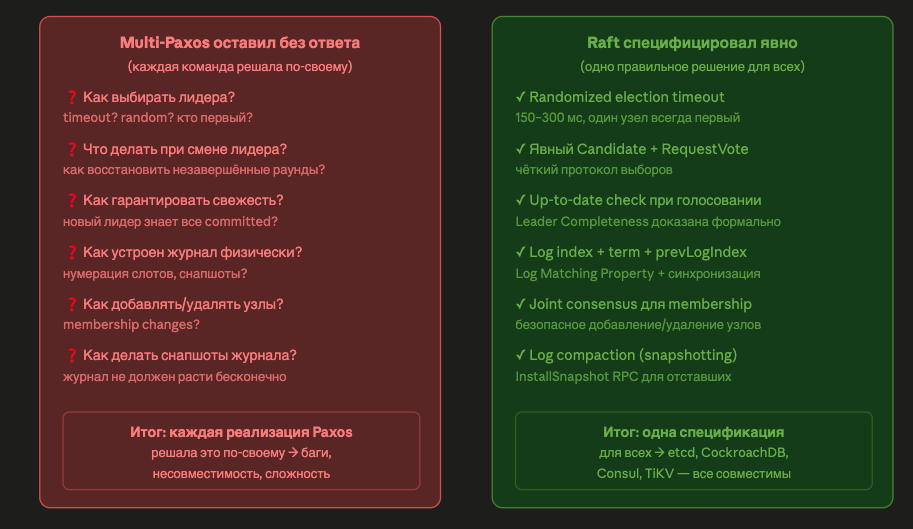 Multi-Paxos оставил без ответа
(каждая команда решала по-своему)
❓ Как выбирать лидера?
timeout? random? кто первый?
❓ Что делать при смене лидера?
как восстановить незавершённые раунды?
❓ Как гарантировать свежесть?
новый лидер знает все committed?
❓ Как устроен журнал физически?
нумерация слотов, снапшоты?
❓ Как добавлять/удалять узлы?
membership changes?
❓ Как делать снапшоты журнала?
журнал не должен расти бесконечно
Итог: каждая реализация Paxos
решала это по-своему → баги,
несовместимость, сложность
Raft специфицировал явно
(одно правильное решение для всех)
✓ Randomized election timeout
150–300 мс, один узел всегда первый
✓ Явный Candidate + RequestVote
чёткий протокол выборов
✓ Up-to-date check при голосовании
Leader Completeness доказана формально
✓ Log index + term + prevLogIndex
Log Matching Property + синхронизация
✓ Joint consensus для membership
безопасное добавление/удаление узлов
✓ Log compaction (snapshotting)
InstallSnapshot RPC для отставших
Итог: одна спецификация
для всех → etcd, CockroachDB,
Consul, TiKV — все совместимы